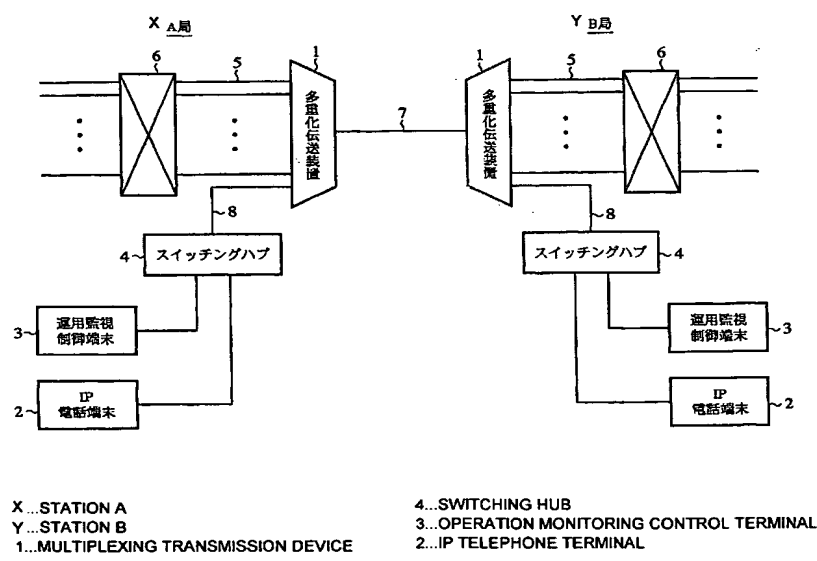 X A局
Y B局
6
5
1
1
5
6
多重化伝送装置
7
多重化伝送装置
8
8
4
スイッチングハブ
スイッチングハブ
4
3
運用監視
制御端末
運用監視
制御端末
3
2
IP
電話端末
IP
電話端末
2
X...STATION A
Y...STATION B
1...MULTIPLEXING TRANSMISSION DEVICE
4...SWITCHING HUB
3...OPERATION MONITORING CONTROL TERMINAL
2...IP TELEPHONE TERMINAL